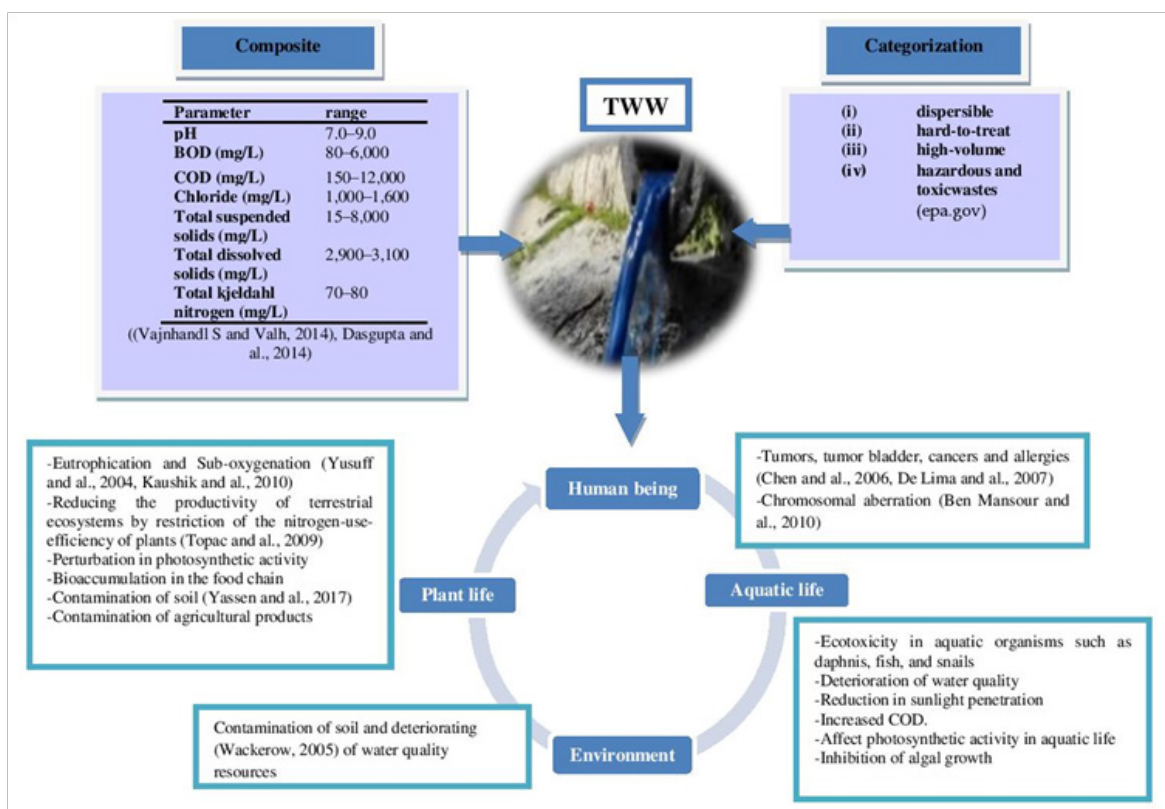 Composite
Parameter range
pH 7.0–9.0
BOD (mg/L) 80–6,000
COD (mg/L) 150–12,000
Chloride (mg/L) 1,000–1,600
Total suspended 15–8,000
solids (mg/L)
Total dissolved 2,900–3,100
solids (mg/L)
Total kjeldahl 70–80
nitrogen (mg/L)
((Vajnhandl S and Valh, 2014), Dasgupta and
al., 2014)
TWW
Categorization
(i) dispersible
(ii) hard-to-treat
(iii) high-volume
(iv) hazardous and
toxicwastes
(epa.gov)
-Eutrophication and Sub-oxygenation (Yusuff
and al., 2004, Kaushik and al., 2010)
-Reducing the productivity of terrestrial
ecosystems by restriction of the nitrogen-use-
efficiency of plants (Topac and al., 2009)
-Perturbation in photosynthetic activity
-Bioaccumulation in the food chain
-Contamination of soil (Yassen and al., 2017)
-Contamination of agricultural products
Human being
-Tumors, tumor bladder, cancers and allergies
(Chen and al., 2006, De Lima and al., 2007)
-Chromosomal aberration (Ben Mansour and
al., 2010)
Plant life
Aquatic life
-Ecotoxicity in aquatic organisms such as
daphnis, fish, and snails
-Deterioration of water quality
-Reduction in sunlight penetration
-Increased COD.
-Affect photosynthetic activity in aquatic life
-Inhibition of algal growth
Contamination of soil and deteriorating
(Wackerow, 2005) of water quality
resources
Environment